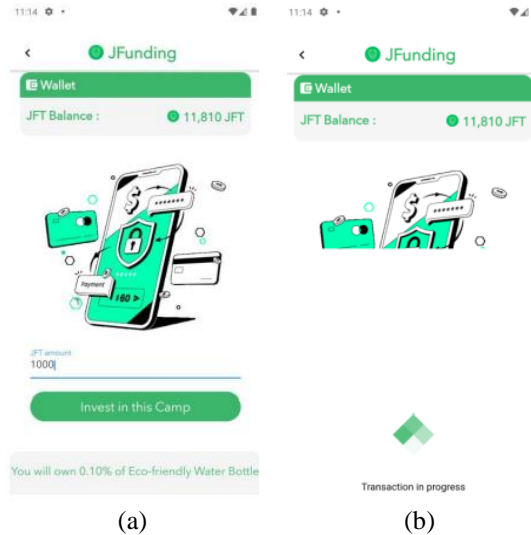 11:14
JFunding
Wallet
JFT Balance :
11,810 JFT
$
*******
Payment
JFT amount
1000
Invest in this Camp
You will own 0.10% of Eco-friendly Water Bottle
(a)
11:14
JFunding
Wallet
JFT Balance :
11,810 JFT
$
*******
Transaction in progress
(b)